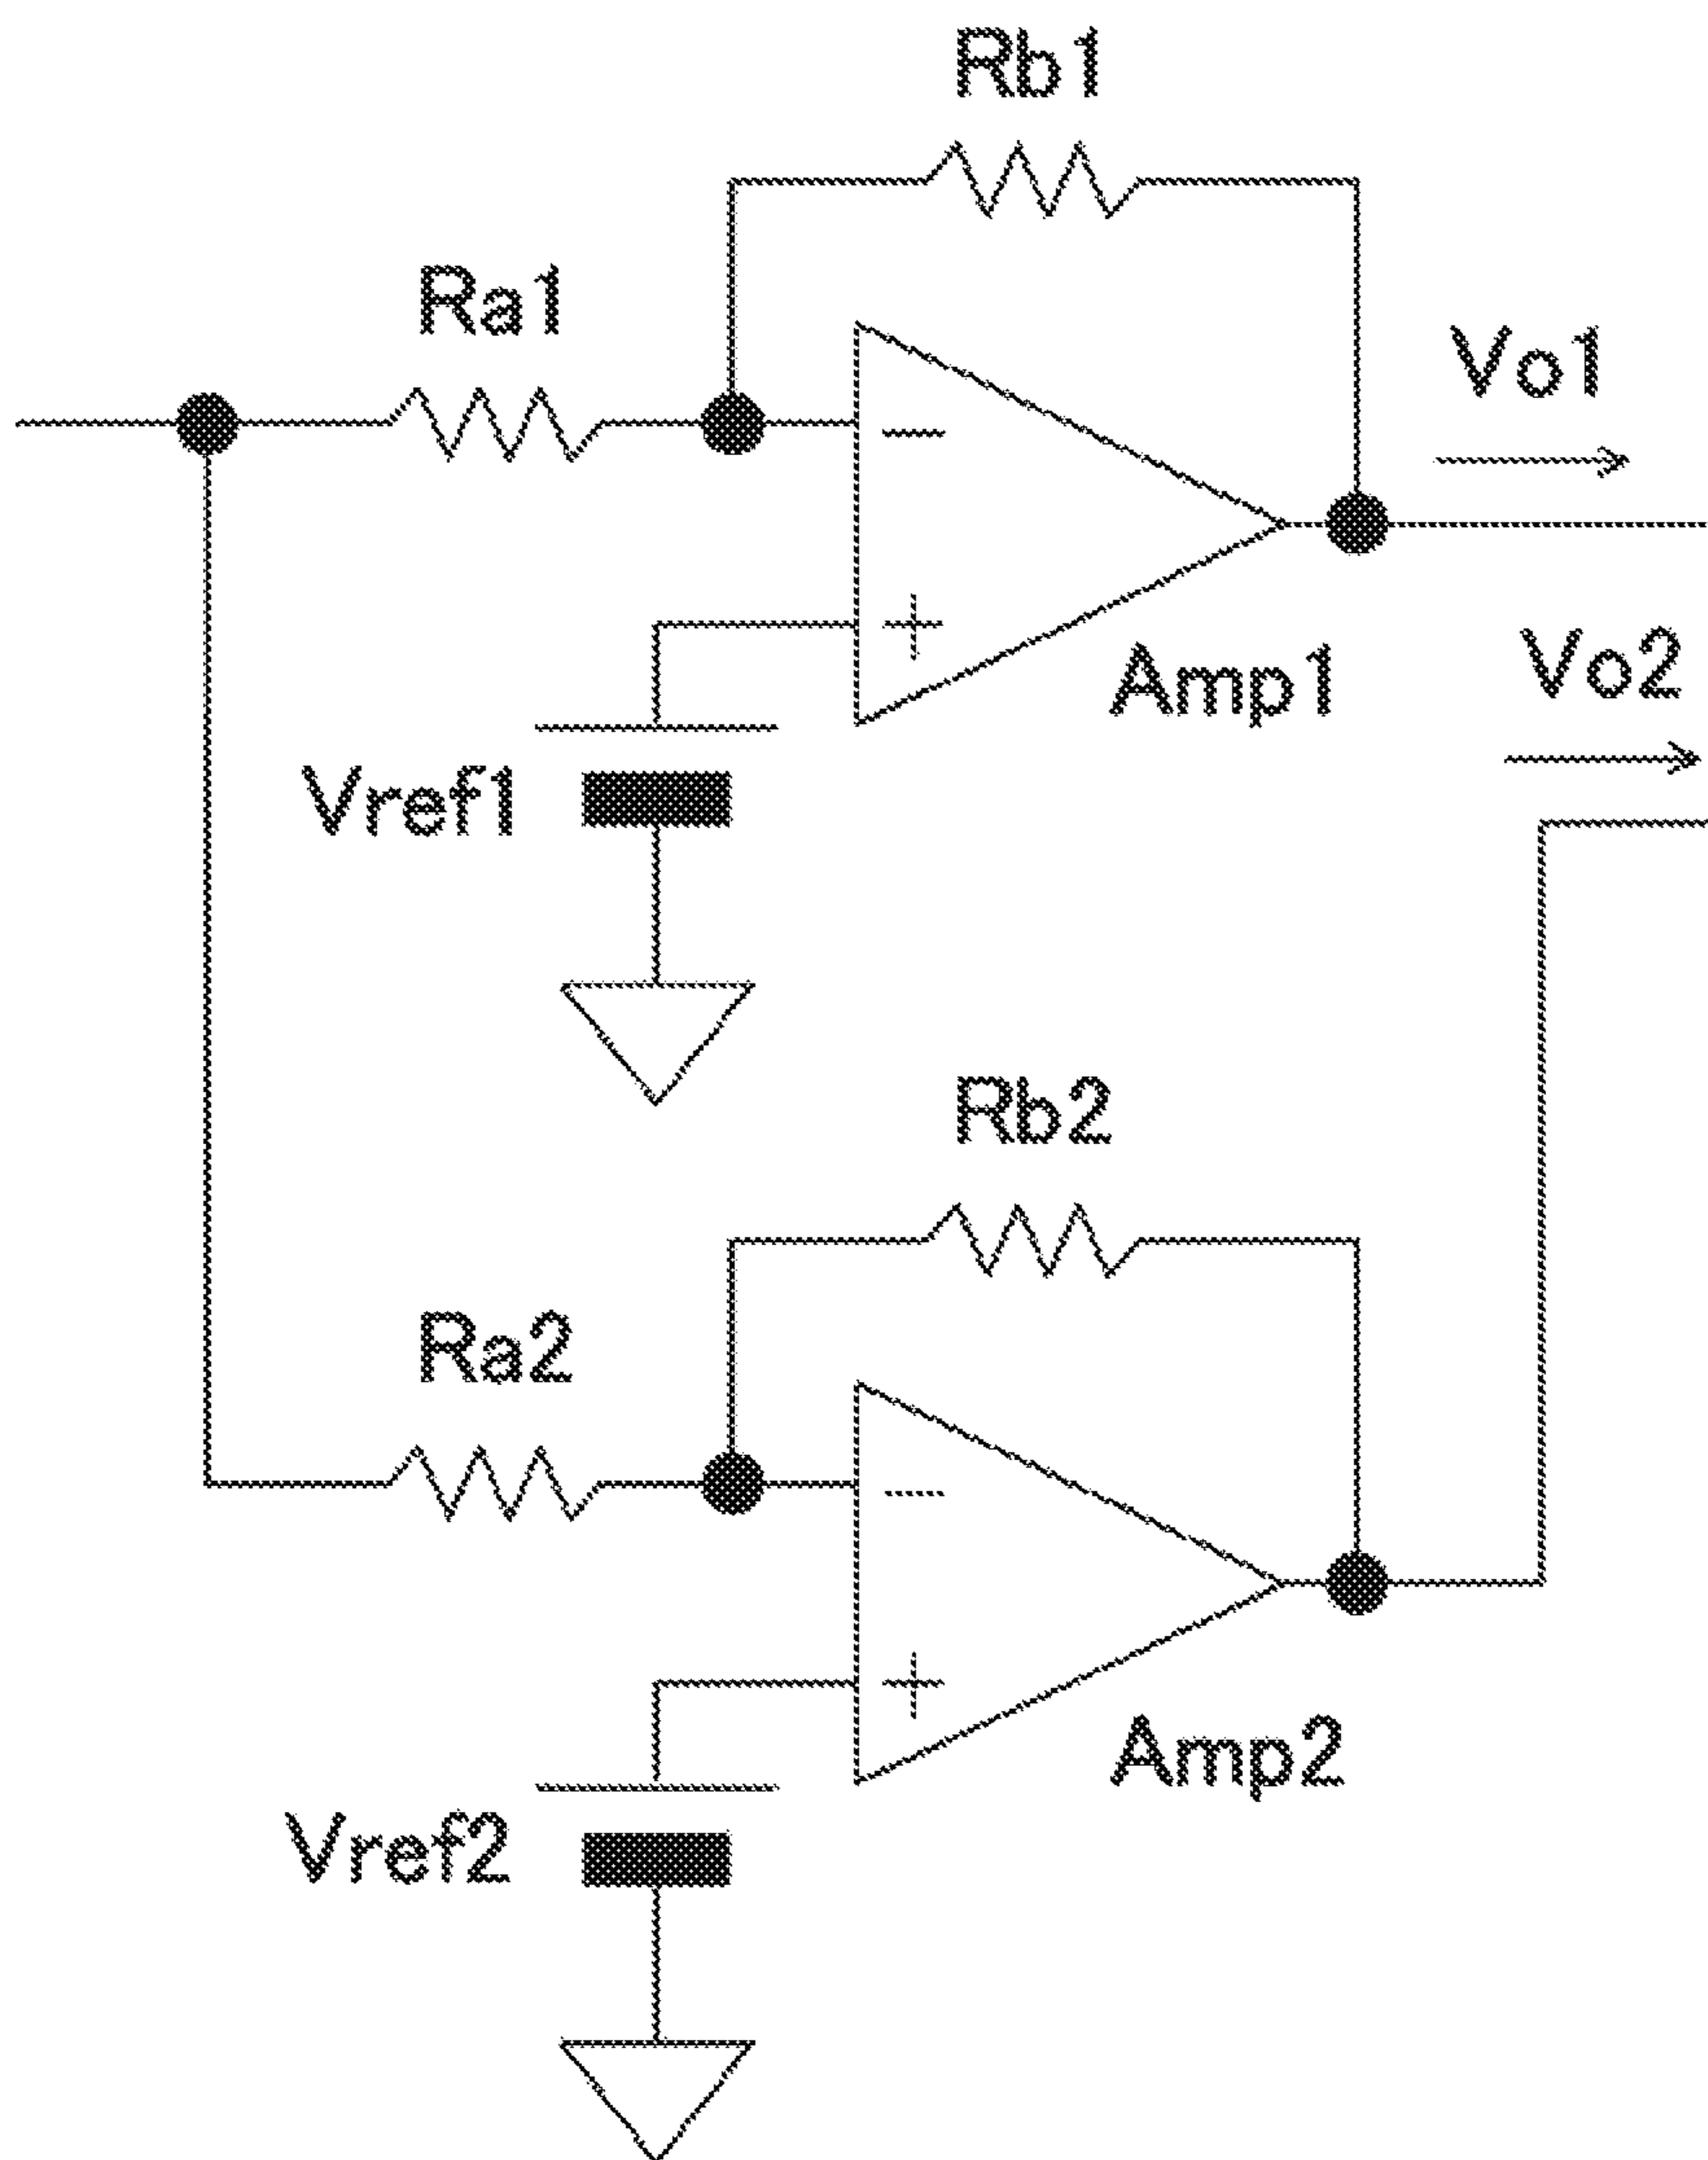 Rb1
Ra1
Vo1
−
+
Amp1
Vo2
Vref1
Rb2
Ra2
−
+
Amp2
Vref2